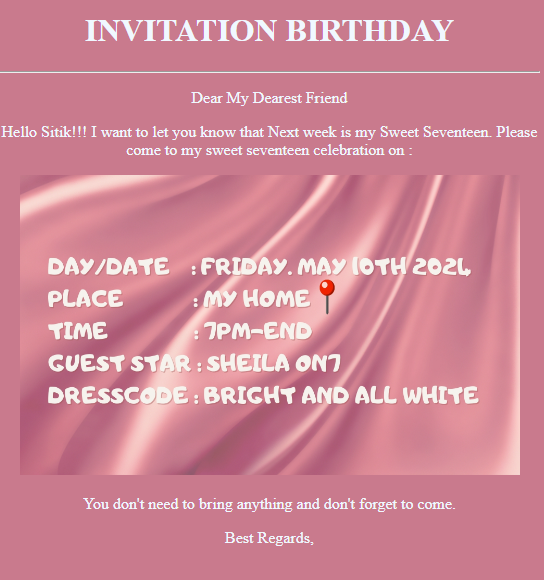 INVITATION BIRTHDAY
Dear My Dearest Friend
Hello Sitik!!! I want to let you know that Next week is my Sweet Seventeen. Please
come to my sweet seventeen celebration on :
DAY/DATE : FRIDAY. MAY 10TH 2024
PLACE : MY HOME
TIME : 7PM-END
GUEST STAR : SHEILA ON7
DRESSCODE : BRIGHT AND ALL WHITE
You don't need to bring anything and don't forget to come.
Best Regards,